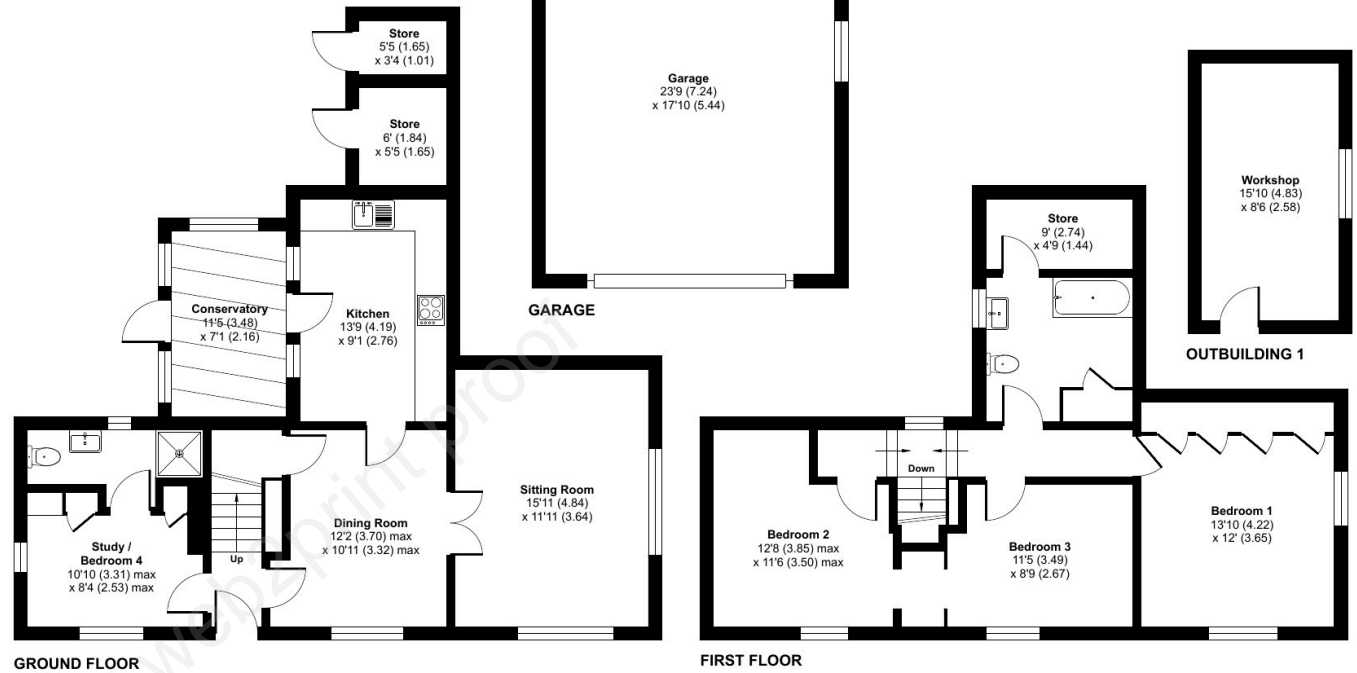 Store
5'5 (1.65)
x 3'4 (1.01)
Store
6' (1.84)
x 5'5 (1.65)
Garage
23'9 (7.24)
x 17'10 (5.44)
GARAGE
Workshop
15'10 (4.83)
x 8'6 (2.58)
OUTBUILDING 1
Conservatory
11'5 (3.48)
x 7'1 (2.16)
Kitchen
13'9 (4.19)
x 9'1 (2.76)
Sitting Room
15'11 (4.84)
x 11'11 (3.64)
Dining Room
12'2 (3.70) max
x 10'11 (3.32) max
Study /
Bedroom 4
10'10 (3.31) max
x 8'4 (2.53) max
Up
GROUND FLOOR
Store
9' (2.74)
x 4'9 (1.44)
Down
Bedroom 2
12'8 (3.85) max
x 11'6 (3.50) max
Bedroom 3
11'5 (3.49)
x 8'9 (2.67)
Bedroom 1
13'10 (4.22)
x 12' (3.65)
FIRST FLOOR
web2print proof